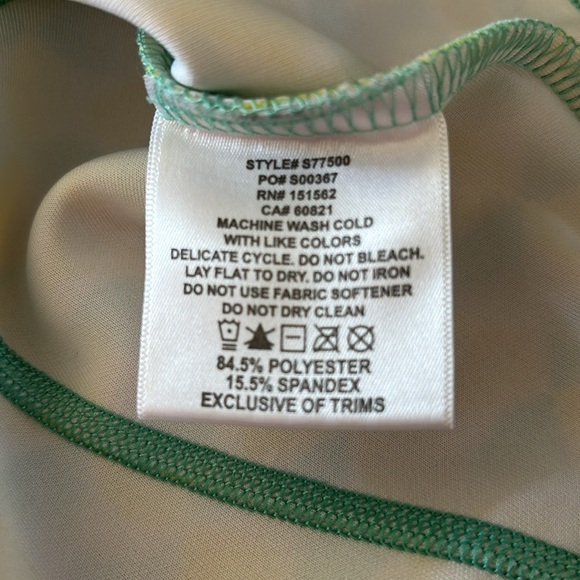 STYLE# S77500
PO# S00367
RN# 151562
CA# 60821
MACHINE WASH COLD
WITH LIKE COLORS
DELICATE CYCLE. DO NOT BLEACH.
LAY FLAT TO DRY. DO NOT IRON
DO NOT USE FABRIC SOFTENER
DO NOT DRY CLEAN
84.5% POLYESTER
15.5% SPANDEX
EXCLUSIVE OF TRIMS